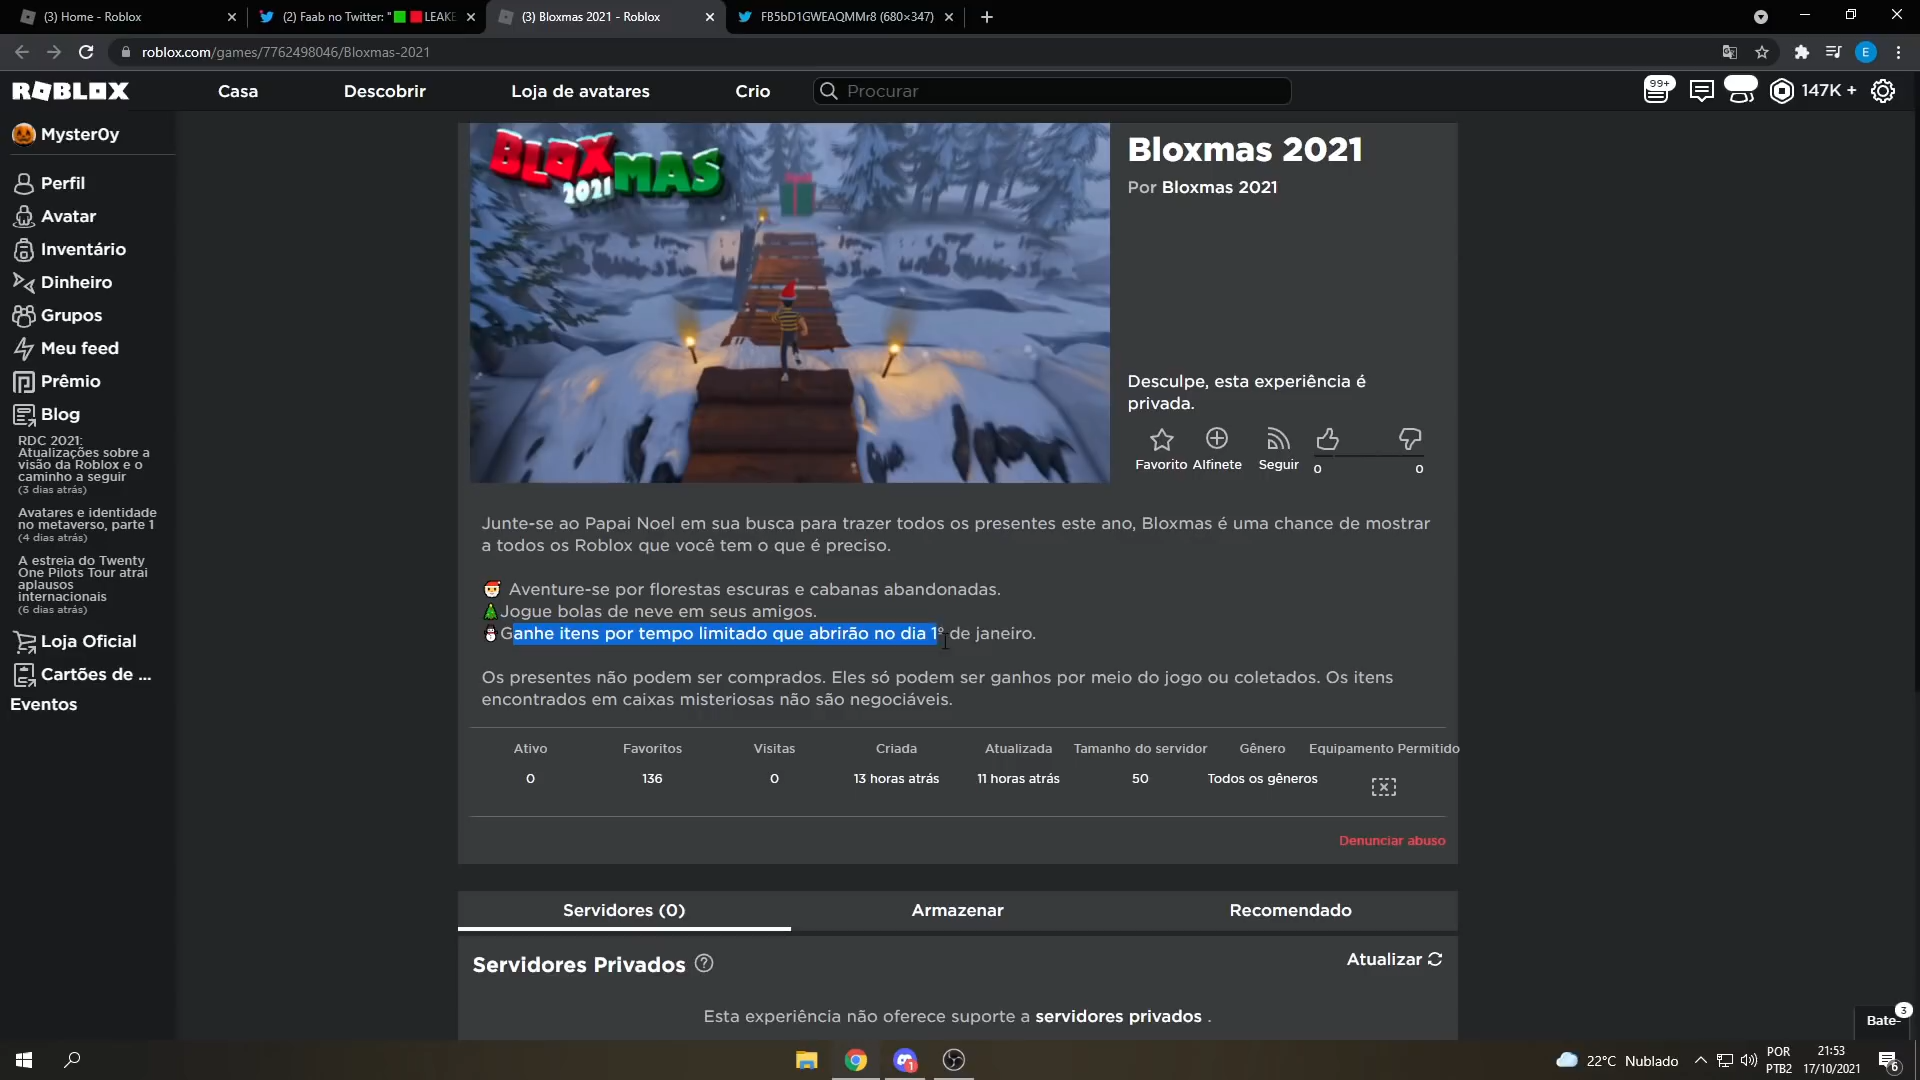 (3) Home - Roblox
(2) Faab no Twitter: "🟩🟥LEAKE
(3) Bloxmas 2021 - Roblox
FB5bD1GWEAQMMr8 (680×347)
roblox.com/games/7762498046/Bloxmas-2021
E
ROBLOX
Casa
Descobrir
Loja de avatares
Crio
Procurar
99+
147K +
Myster0y
Perfil
Avatar
Inventário
Dinheiro
Grupos
Meu feed
Prêmio
Blog
RDC 2021:
Atualizações sobre a
visão da Roblox e o
caminho a seguir
(3 dias atrás)
Avatares e identidade
no metaverso, parte 1
(4 dias atrás)
A estreia do Twenty
One Pilots Tour atrai
aplausos
internacionais
(6 dias atrás)
Loja Oficial
Cartões de ...
Eventos
BLOXMAS
2021
Bloxmas 2021
Por Bloxmas 2021
Desculpe, esta experiência é
privada.
Favorito
Alfinete
Seguir
0
0
Junte-se ao Papai Noel em sua busca para trazer todos os presentes este ano, Bloxmas é uma chance de mostrar
a todos os Roblox que você tem o que é preciso.
🎅 Aventure-se por florestas escuras e cabanas abandonadas.
🎄Jogue bolas de neve em seus amigos.
⛄Ganhe itens por tempo limitado que abrirão no dia 1º de janeiro.
Os presentes não podem ser comprados. Eles só podem ser ganhos por meio do jogo ou coletados. Os itens
encontrados em caixas misteriosas não são negociáveis.
Ativo Favoritos Visitas Criada Atualizada Tamanho do servidor Gênero Equipamento Permitido
0 136 0 13 horas atrás 11 horas atrás 50 Todos os gêneros
Denunciar abuso
Servidores (0)
Armazenar
Recomendado
Servidores Privados
Atualizar
Esta experiência não oferece suporte a servidores privados .
Bate-
3
1
22°C Nublado
POR
PTB2
21:53
17/10/2021
6